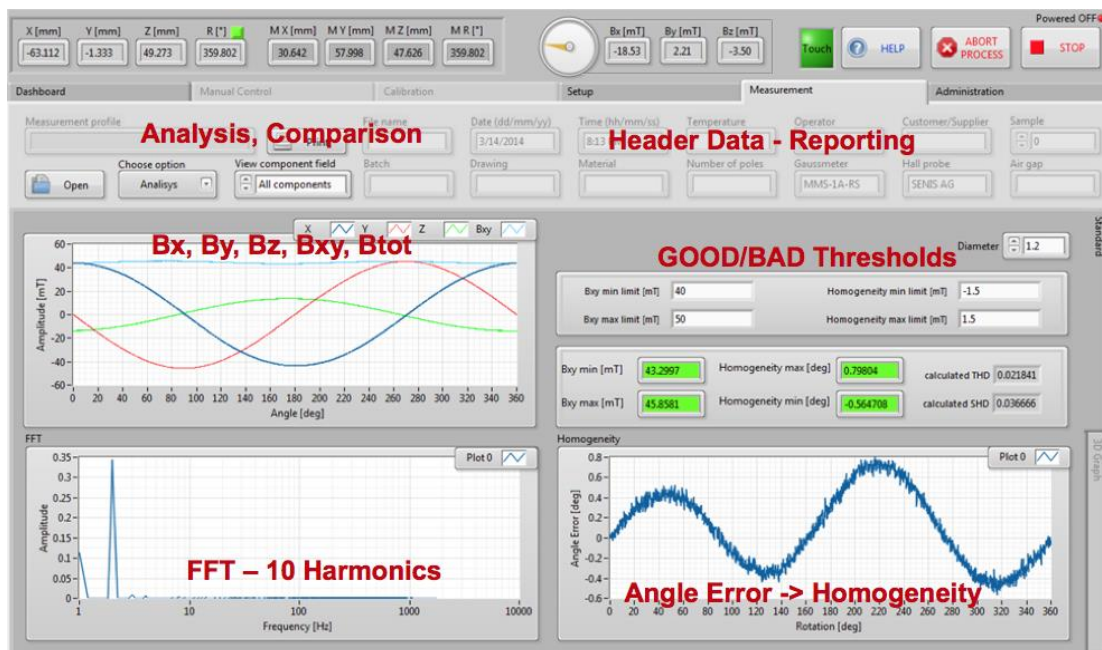 Powered OFF
X [mm] Y [mm] Z [mm] R [°] M X [mm] M Y [mm] M Z [mm] M R [°] Bx [mT] By [mT] Bz [mT]
-63.112 -1.333 49.273 359.802 30.642 57.998 47.626 359.802 -18.53 2.21 -3.50
Touch HELP ABORT PROCESS STOP
Dashboard Manual Control Calibration Setup Measurement Administration
Measurement profile File name Date (dd/mm/yy) Time (hh/mm/ss) Temperature Operator Customer/Supplier Sample
Analysis, Comparison Header Data - Reporting
3/14/2014 8:13 0
Choose option View component field Batch Drawing Material Number of poles Gaussmeter Hall probe Air gap
Open Analisys All components MMS-1A-RS SENIS AG
Standard
3D Graph
X Y Z Bxy
Bx, By, Bz, Bxy, Btot
Amplitude [mT]
60
40
20
0
-20
-40
-60
0 20 40 60 80 100 120 140 160 180 200 220 240 260 280 300 320 340 360
Angle [deg]
Diameter 1.2
GOOD/BAD Thresholds
Bxy min limit [mT] 40 Homogeneity min limit [mT] -1.5
Bxy max limit [mT] 50 Homogeneity max limit [mT] 1.5
Bxy min [mT] 43.2997 Homogeneity max [deg] 0.79804 calculated THD 0.021841
Bxy max [mT] 45.8581 Homogeneity min [deg] -0.564708 calculated SHD 0.036666
FFT
Plot 0
Amplitude
0.35
0.3
0.25
0.2
0.15
0.1
0.05
0
FFT – 10 Harmonics
1 10 100 1000 10000
Frequency [Hz]
Homogeneity
Plot 0
Angle Error [deg]
0.8
0.6
0.4
0.2
0
-0.2
-0.4
-0.6
Angle Error -> Homogeneity
0 20 40 60 80 100 120 140 160 180 200 220 240 260 280 300 320 340 360
Rotation [deg]